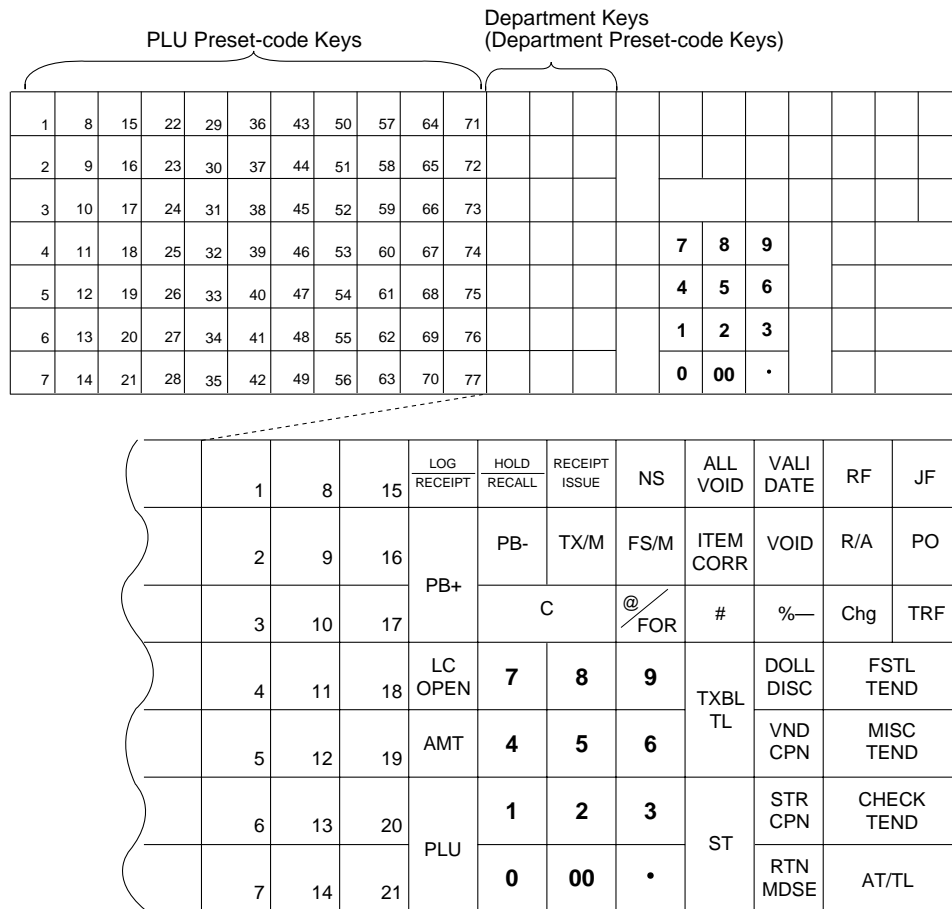 PLU Preset-code Keys
Department Keys
(Department Preset-code Keys)
1 8 15 22 29 36 43 50 57 64 71
2 9 16 23 30 37 44 51 58 65 72
3 10 17 24 31 38 45 52 59 66 73
4 11 18 25 32 39 46 53 60 67 74 7 8 9
5 12 19 26 33 40 47 54 61 68 75 4 5 6
6 13 20 27 34 41 48 55 62 69 76 1 2 3
7 14 21 28 35 42 49 56 63 70 77 0 00 •
1 8 15 LOG RECEIPT HOLD RECALL RECEIPT ISSUE NS ALL VOID VALI DATE RF JF
2 9 16 PB+ PB- TX/M FS/M ITEM CORR VOID R/A PO
3 10 17 C @/FOR # %— Chg TRF
4 11 18 LC OPEN 7 8 9 TXBL TL DOLL DISC FSTL TEND
5 12 19 AMT 4 5 6 VND CPN MISC TEND
6 13 20 PLU 1 2 3 ST STR CPN CHECK TEND
7 14 21 0 00 • RTN MDSE AT/TL